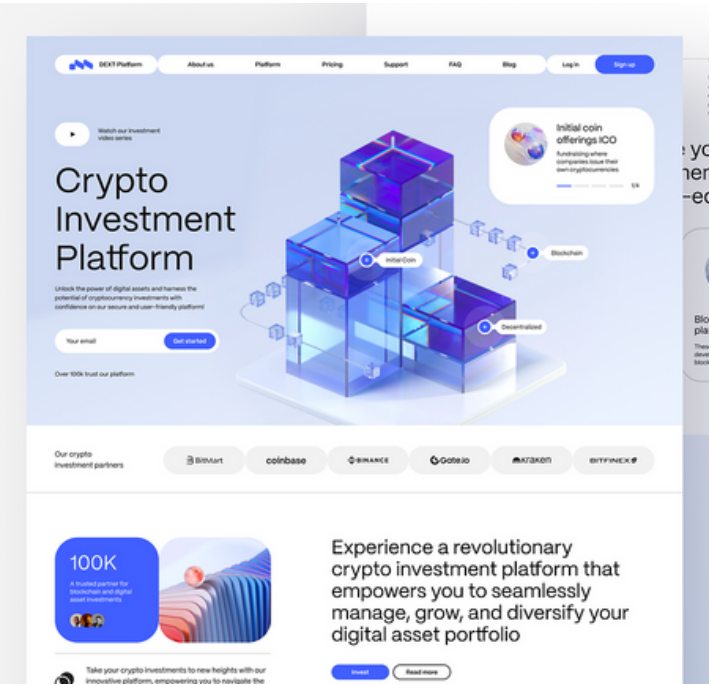 DEXT Platform
About us
Platform
Pricing
Support
FAQ
Blog
Log in
Sign up
Watch our investment
video series
Crypto
Investment
Platform
Unlock the power of digital assets and harness the
potential of cryptocurrency investments with
confidence on our secure and user-friendly platform!
Your email
Get started
Over 100k trust our platform
Initial coin
offerings ICO
fundraising where
companies issue their
own cryptocurrencies
1/4
Initial Coin
Blockchain
Decentralized
Our crypto
investment partners
BitMart
coinbase
BINANCE
Gate.io
Kraken
BITFINEX
100K
A trusted partner for
blockchain and digital
asset investments
Experience a revolutionary
crypto investment platform that
empowers you to seamlessly
manage, grow, and diversify your
digital asset portfolio
Invest
Read more
Take your crypto investments to new heights with our
innovative platform, empowering you to navigate the